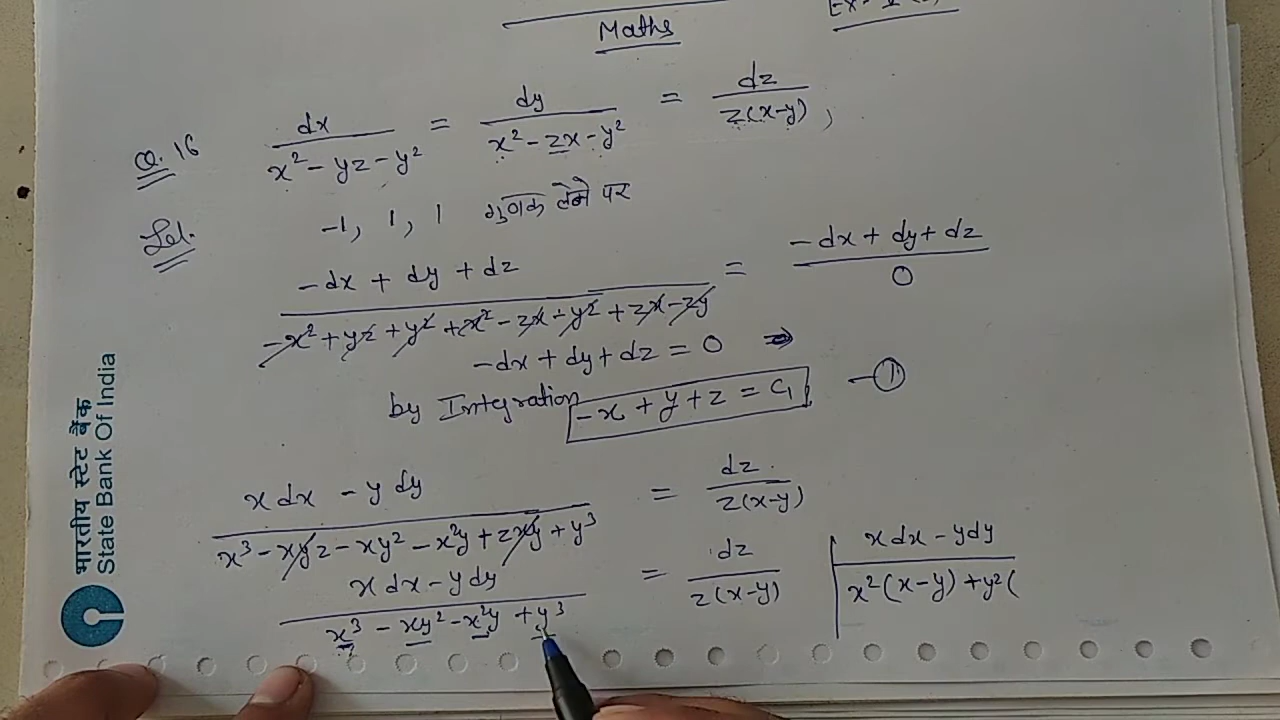 Maths
Q. 16 dx/(x² - yz - y²) = dy/(x² - zx - y²) = dz/(z(x-y)),
Sol. -1, 1, 1 गुणक लेने पर
(-dx + dy + dz)/(-x² + yz + y² + x² - zx - y² + zx - zy) = (-dx + dy + dz)/0
-dx + dy + dz = 0 ⇒
by Integration -x + y + z = C₁ —①
(x dx - y dy)/(x³ - xyz - xy² - x²y + zxy + y³) = dz/(z(x-y))
(x dx - y dy)/(x³ - xy² - x²y + y³) = dz/(z(x-y)) | (x dx - y dy)/(x²(x-y) + y²(
भारतीय स्टेट बैंक
State Bank Of India